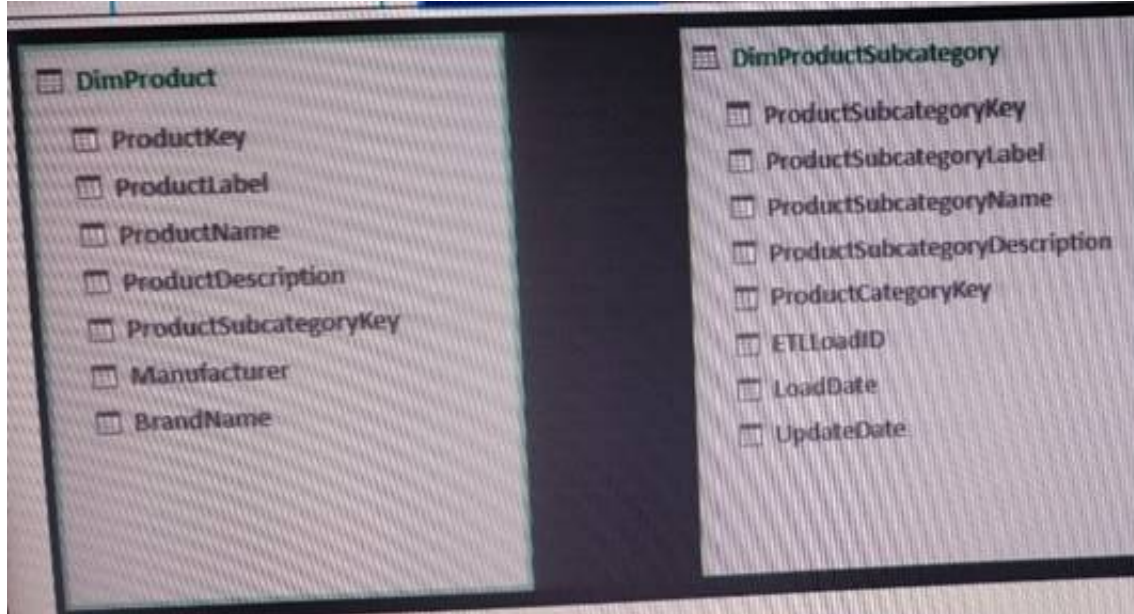 DimProduct
ProductKey
ProductLabel
ProductName
ProductDescription
ProductSubcategoryKey
Manufacturer
BrandName
DimProductSubcategory
ProductSubcategoryKey
ProductSubcategoryLabel
ProductSubcategoryName
ProductSubcategoryDescription
ProductCategoryKey
ETLLoadID
LoadDate
UpdateDate